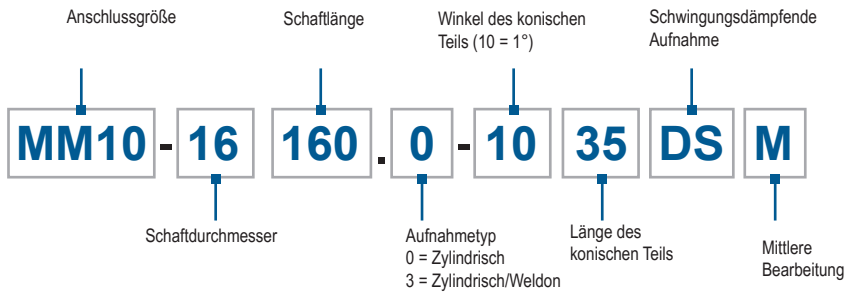 Anschlussgröße
Schaftlänge
Winkel des konischen
Teils (10 = 1°)
Schwingungsdämpfende
Aufnahme
MM10 - 16 160 . 0 - 10 35 DS M
Schaftdurchmesser
Aufnahmetyp
0 = Zylindrisch
3 = Zylindrisch/Weldon
Länge des
konischen Teils
Mittlere
Bearbeitung